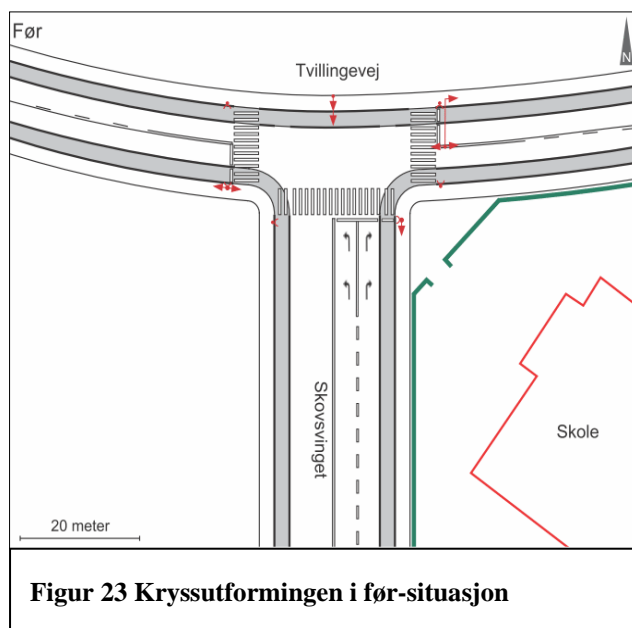 Før
Tvillingevej
N
Skovsvinget
Skole
20 meter
Figur 23 Kryssutformingen i før-situasjon